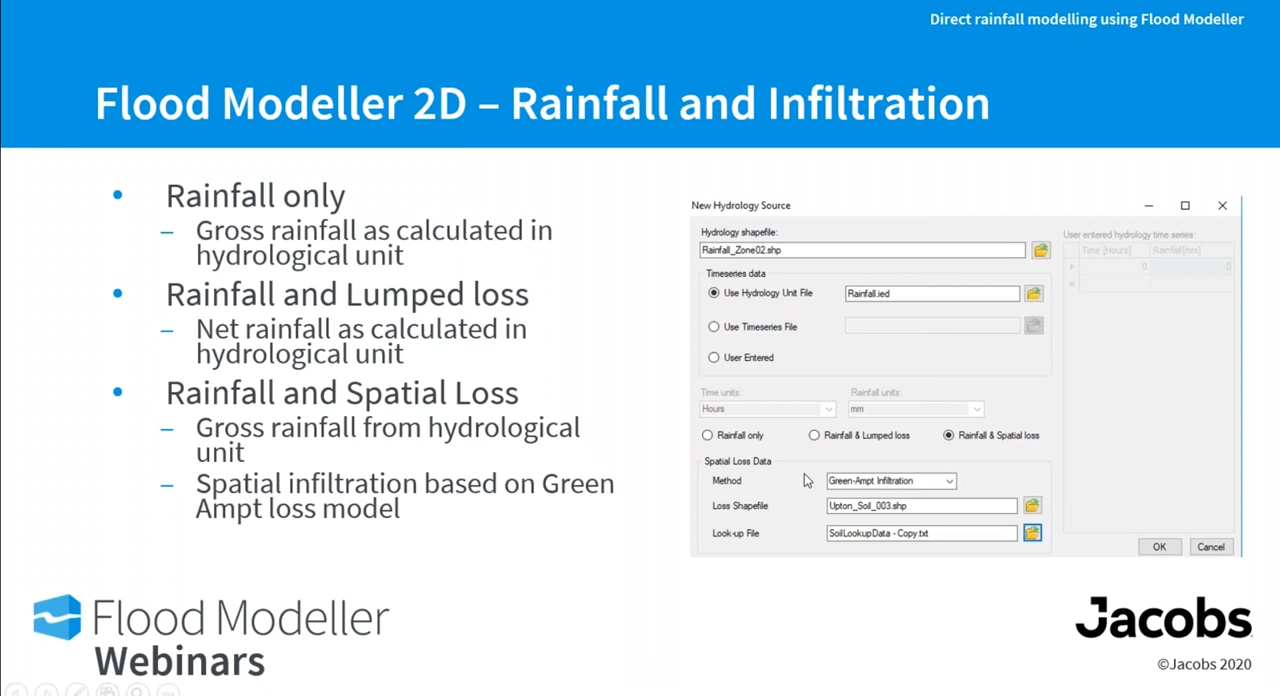 Direct rainfall modelling using Flood Modeller
Flood Modeller 2D – Rainfall and Infiltration
• Rainfall only
– Gross rainfall as calculated in
hydrological unit
• Rainfall and Lumped loss
– Net rainfall as calculated in
hydrological unit
• Rainfall and Spatial Loss
– Gross rainfall from hydrological
unit
– Spatial infiltration based on Green
Ampt loss model
New Hydrology Source
Hydrology shapefile:
Rainfall_Zone02.shp
Timeseries data
Use Hydrology Unit File Rainfall.ied
Use Timeseries File
User Entered
Time units: Rainfall units:
Hours mm
Rainfall only Rainfall & Lumped loss Rainfall & Spatial loss
Spatial Loss Data
Method Green-Ampt Infiltration
Loss Shapefile Upton_Soil_003.shp
Look-up File SoilLookupData - Copy.txt
User entered hydrology time series:
Time [Hours] Rainfall[mm]
0 0
OK Cancel
Flood Modeller
Webinars
Jacobs
©Jacobs 2020